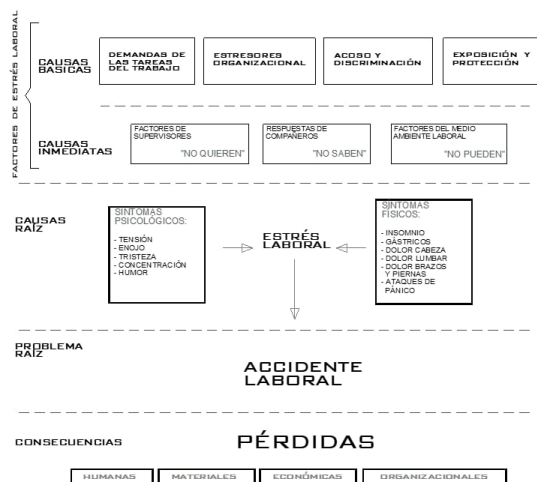 FACTORES DE ESTRÉS LABORAL
CAUSAS
BÁSICAS
DEMANDAS DE
LAS TAREAS
DEL TRABAJO
ESTRESORES
ORGANIZACIONAL
ACOSO Y
DISCRIMINACIÓN
EXPOSICIÓN Y
PROTECCIÓN
CAUSAS
INMEDIATAS
FACTORES DE
SUPERVISORES
"NO QUIEREN"
RESPUESTAS DE
COMPAÑEROS
"NO SABEN"
FACTORES DEL MEDIO
AMBIENTE LABORAL
"NO PUEDEN"
CAUSAS
RAÍZ
SÍNTOMAS
PSICOLÓGICOS:
- TENSIÓN
- ENOJO
- TRISTEZA
- CONCENTRACIÓN
- HUMOR
ESTRÉS
LABORAL
SÍNTOMAS
FÍSICOS:
- INSOMNIO
- GÁSTRICOS
- DOLOR CABEZA
- DOLOR LUMBAR
- DOLOR BRAZOS
Y PIERNAS
- ATAQUES DE
PÁNICO
PROBLEMA
RAÍZ
ACCIDENTE
LABORAL
CONSECUENCIAS
PÉRDIDAS
HUMANAS
MATERIALES
ECONÓMICAS
ORGANIZACIONALES